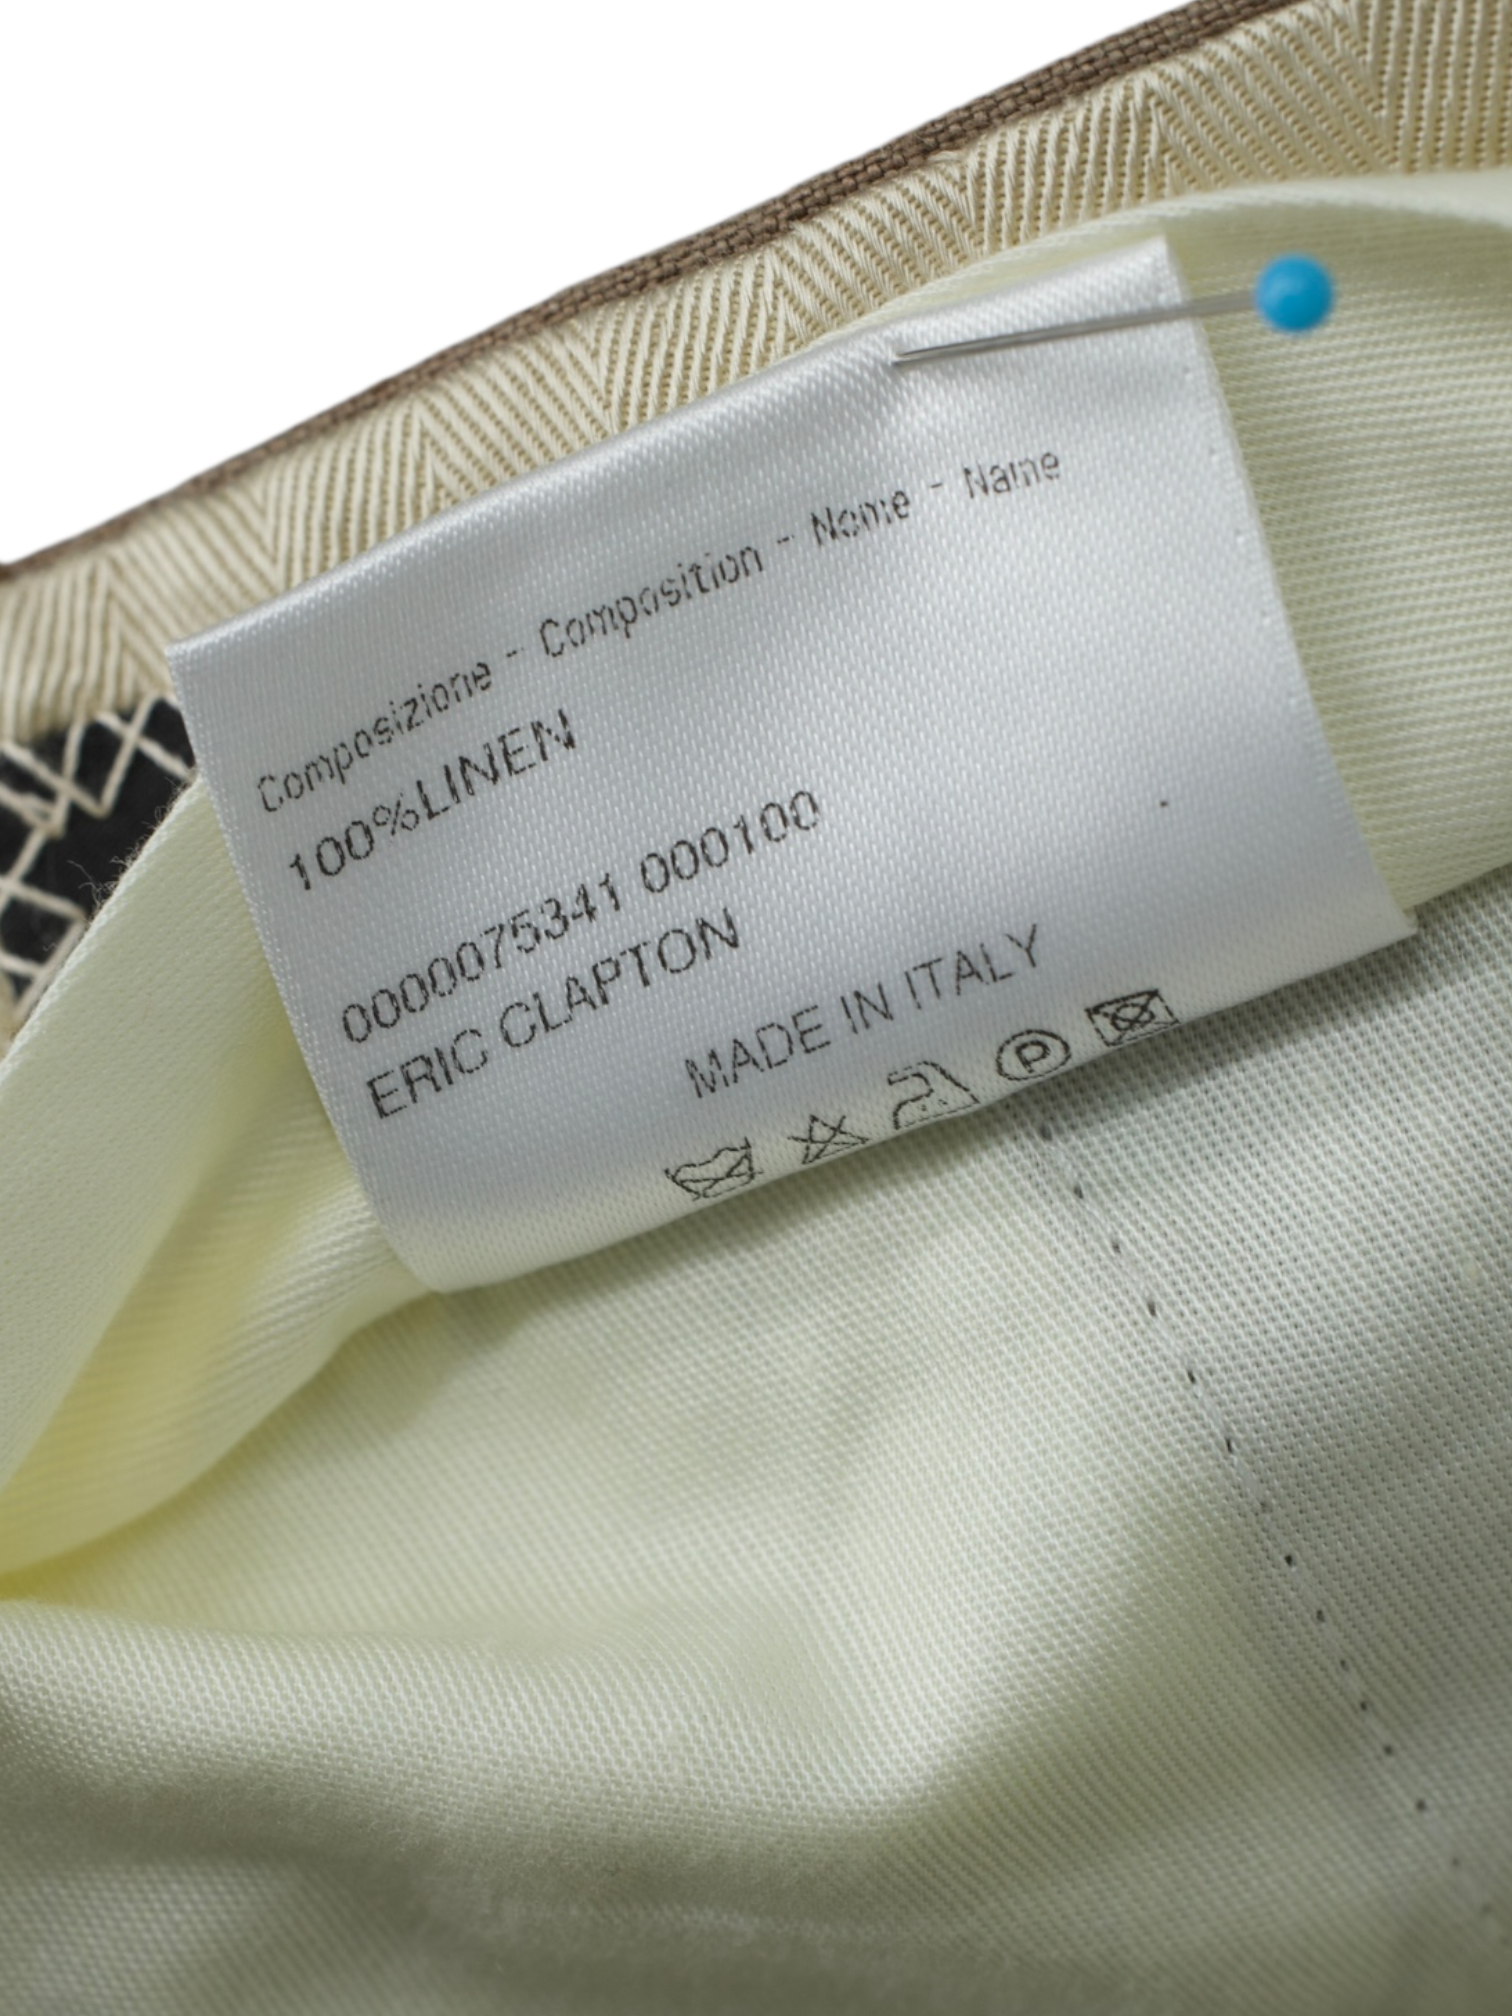 Composizione - Composition - Nome - Name
100%LINEN
0000075341 000100
ERIC CLAPTON
MADE IN ITALY
P